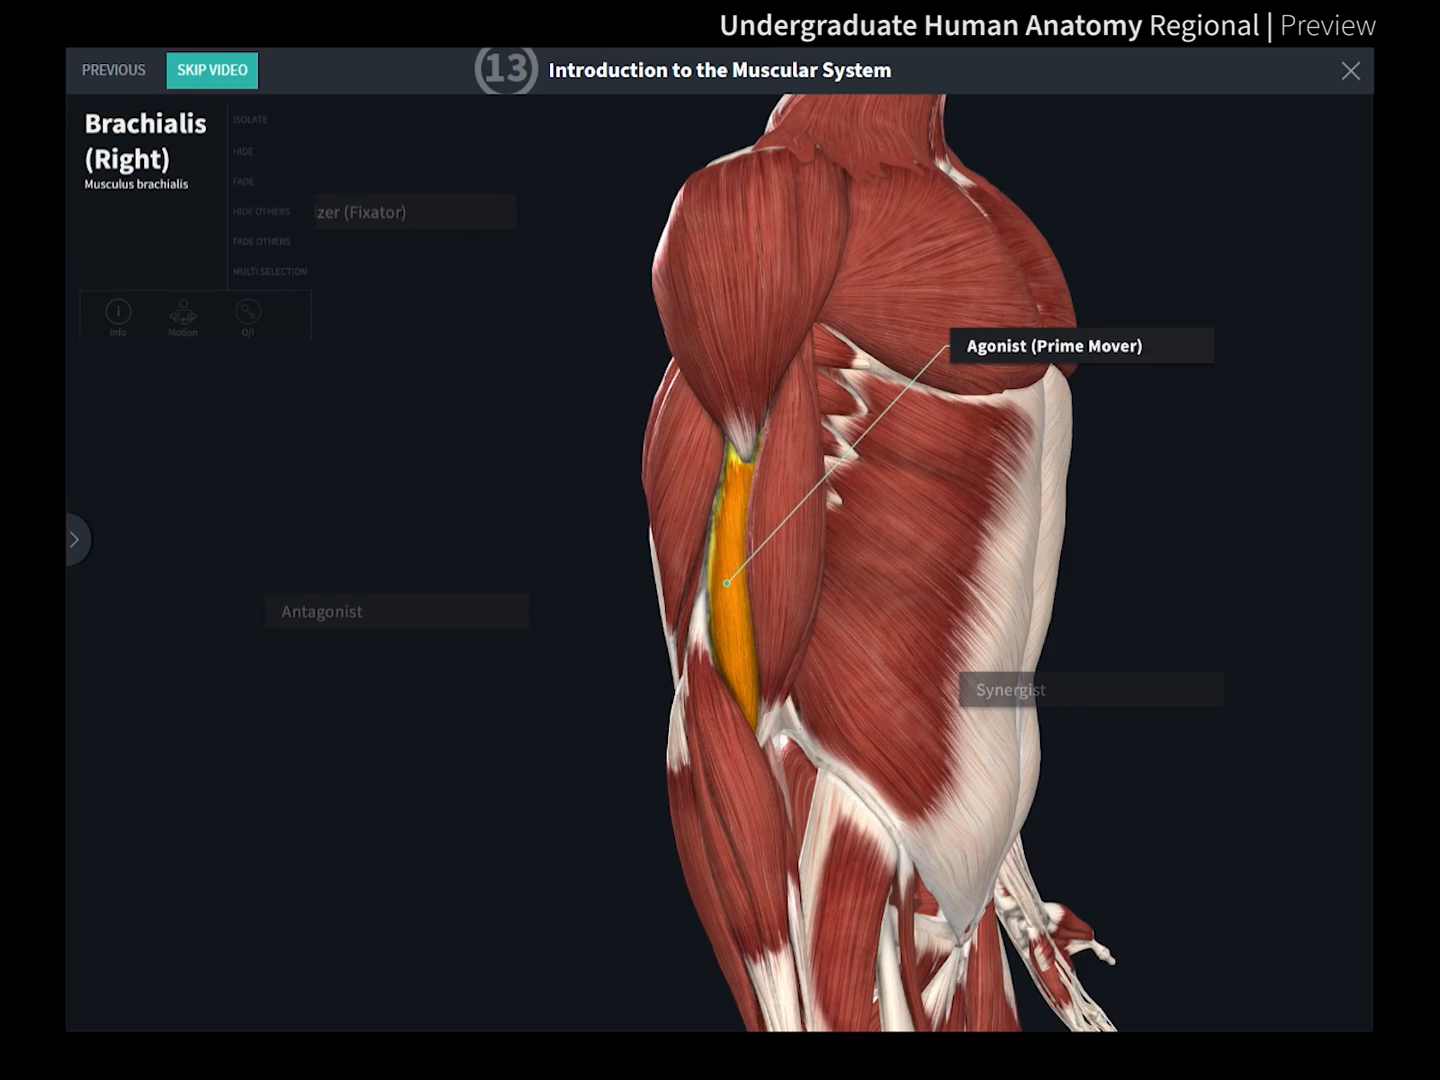 Undergraduate Human Anatomy Regional | Preview
PREVIOUS
SKIP VIDEO
13
Introduction to the Muscular System
Brachialis
(Right)
Musculus brachialis
ISOLATE
HIDE
FADE
HIDE OTHERS
FADE OTHERS
MULTI SELECTION
Info
Motion
O/I
zer (Fixator)
Agonist (Prime Mover)
Antagonist
Synergist